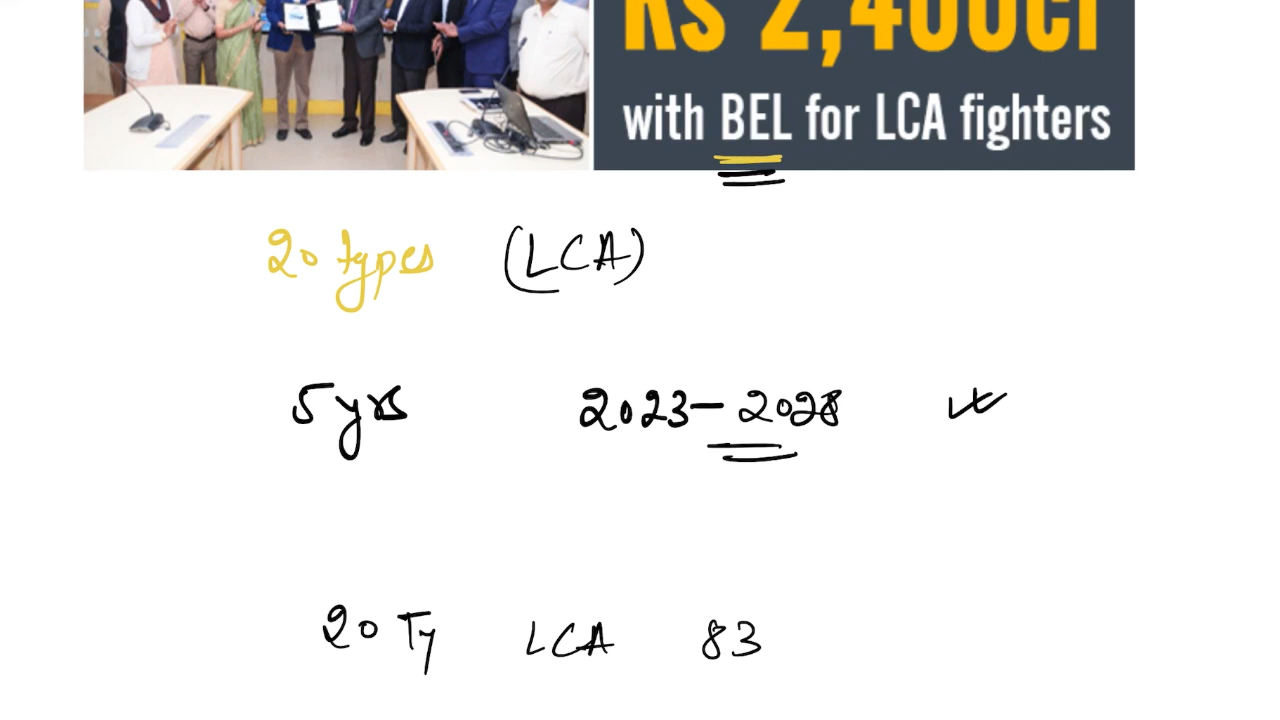 Rs 2,400cr
with BEL for LCA fighters
20 types (LCA)
5 yrs 2023-2028
20 Ty LCA 83